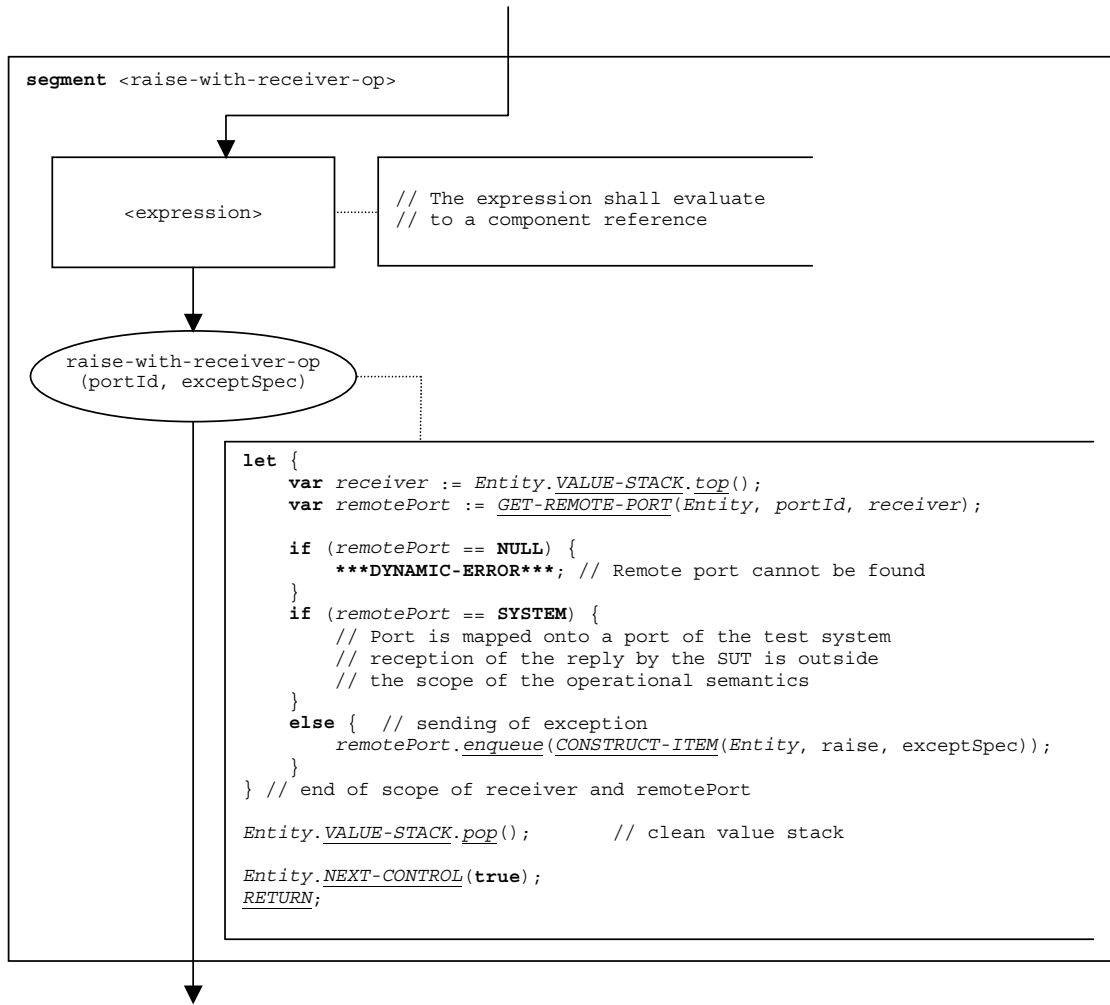 segment <raise-with-receiver-op>
<expression>
// The expression shall evaluate
// to a component reference
raise-with-receiver-op
(portId, exceptSpec)
let {
    var receiver := Entity.VALUE-STACK.top();
    var remotePort := GET-REMOTE-PORT(Entity, portId, receiver);
    if (remotePort == NULL) {
        ***DYNAMIC-ERROR***; // Remote port cannot be found
    }
    if (remotePort == SYSTEM) {
        // Port is mapped onto a port of the test system
        // reception of the reply by the SUT is outside
        // the scope of the operational semantics
    }
    else {  // sending of exception
        remotePort.enqueue(CONSTRUCT-ITEM(Entity, raise, exceptSpec));
    }
} // end of scope of receiver and remotePort
Entity.VALUE-STACK.pop();       // clean value stack
Entity.NEXT-CONTROL(true);
RETURN;